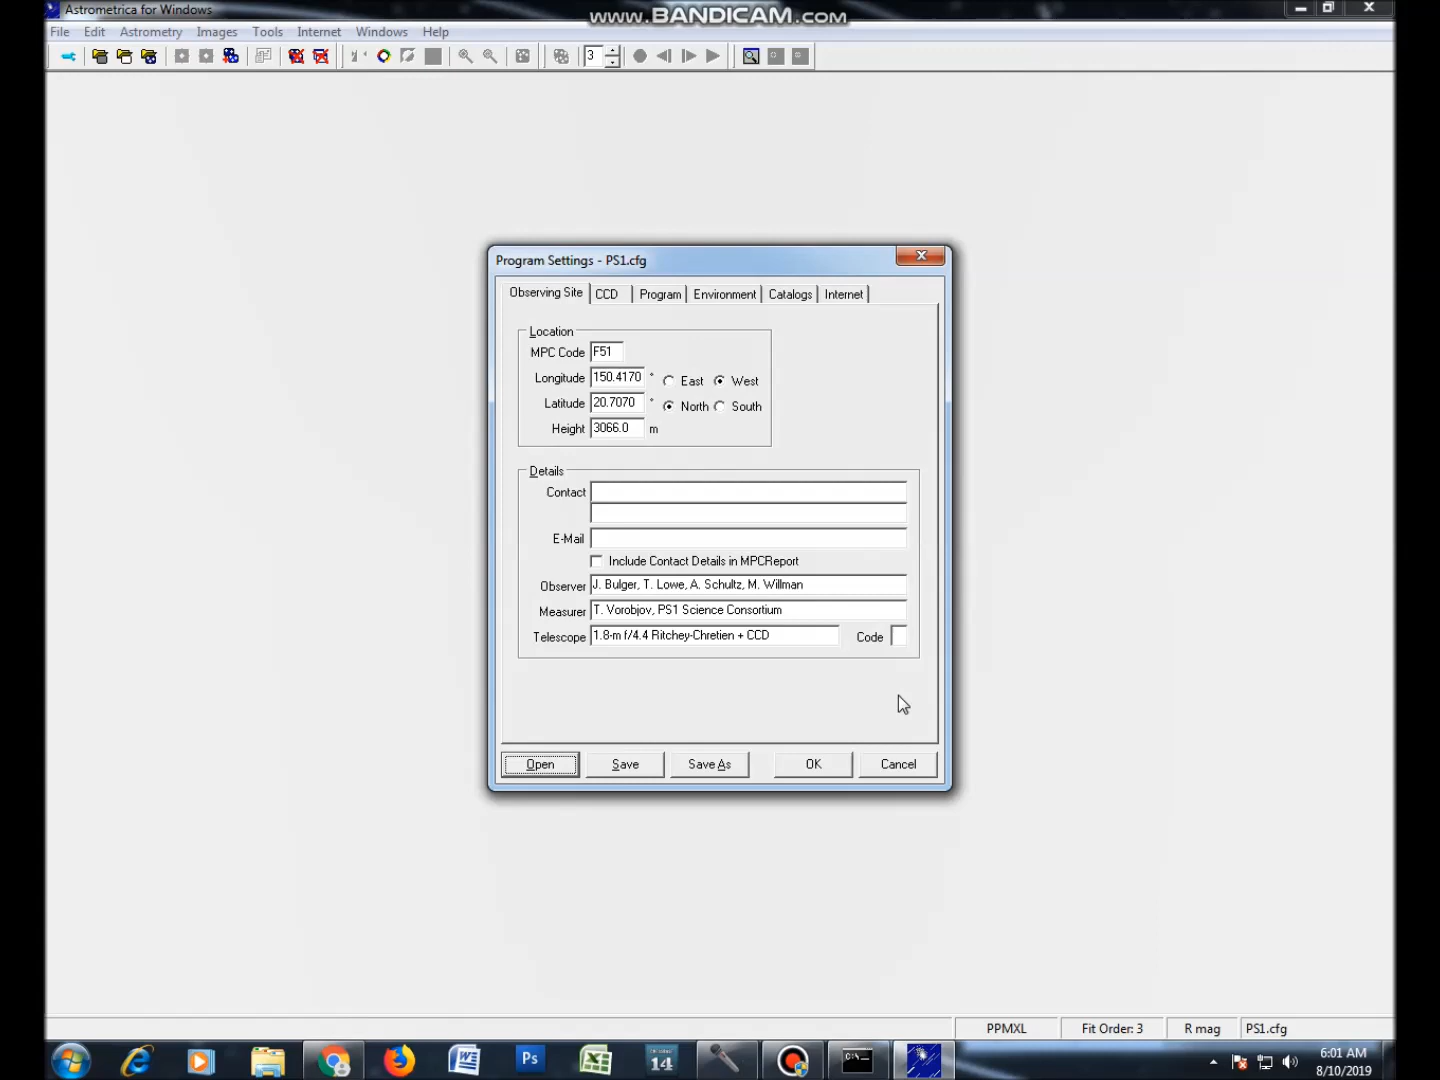 Astrometrica for Windows
www.BANDICAM.com
File Edit Astrometry Images Tools Internet Windows Help
3
Program Settings - PS1.cfg
Observing Site CCD Program Environment Catalogs Internet
Location
MPC Code F51
Longitude 150.4170 ° East West
Latitude 20.7070 ° North South
Height 3066.0 m
Details
Contact
E-Mail
Include Contact Details in MPCReport
Observer J. Bulger, T. Lowe, A. Schultz, M. Willman
Measurer T. Vorobjov, PS1 Science Consortium
Telescope 1.8-m f/4.4 Ritchey-Chretien + CCD Code
Open Save Save As OK Cancel
PPMXL Fit Order: 3 R mag PS1.cfg
Ps 14 C:\
6:01 AM
8/10/2019